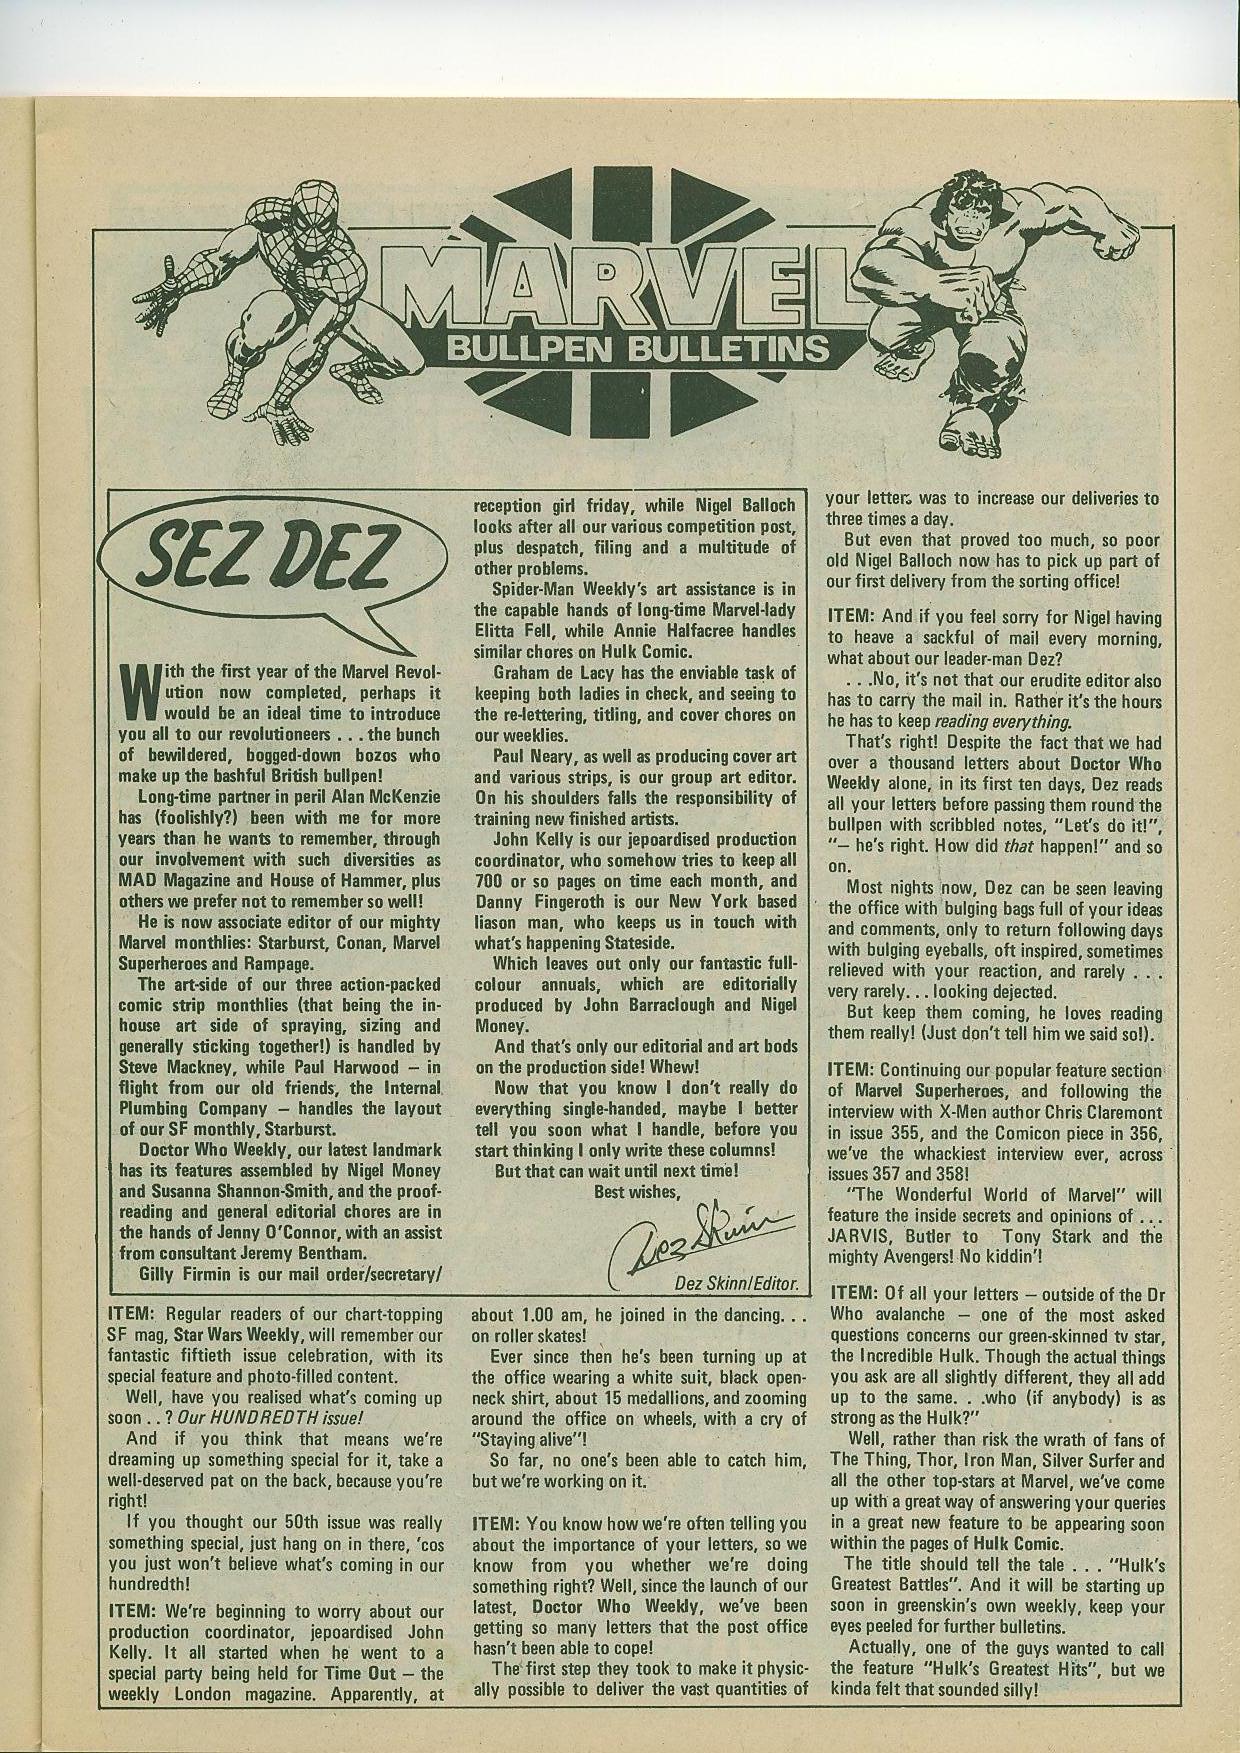 MARVEL
BULLPEN BULLETINS
SEZ DEZ
With the first year of the Marvel Revol-
ution now completed, perhaps it
would be an ideal time to introduce
you all to our revolutioneers . . . the bunch
of bewildered, bogged-down bozos who
make up the bashful British bullpen!
Long-time partner in peril Alan McKenzie
has (foolishly?) been with me for more
years than he wants to remember, through
our involvement with such diversities as
MAD Magazine and House of Hammer, plus
others we prefer not to remember so well!
He is now associate editor of our mighty
Marvel monthlies: Starburst, Conan, Marvel
Superheroes and Rampage.
The art-side of our three action-packed
comic strip monthlies (that being the in-
house art side of spraying, sizing and
generally sticking together!) is handled by
Steve Mackney, while Paul Harwood — in
flight from our old friends, the Internal
Plumbing Company — handles the layout
of our SF monthly, Starburst.
Doctor Who Weekly, our latest landmark
has its features assembled by Nigel Money
and Susanna Shannon-Smith, and the proof-
reading and general editorial chores are in
the hands of Jenny O'Connor, with an assist
from consultant Jeremy Bentham.
Gilly Firmin is our mail order/secretary/
reception girl friday, while Nigel Balloch
looks after all our various competition post,
plus despatch, filing and a multitude of
other problems.
Spider-Man Weekly's art assistance is in
the capable hands of long-time Marvel-lady
Elitta Fell, while Annie Halfacree handles
similar chores on Hulk Comic.
Graham de Lacy has the enviable task of
keeping both ladies in check, and seeing to
the re-lettering, titling, and cover chores on
our weeklies.
Paul Neary, as well as producing cover art
and various strips, is our group art editor.
On his shoulders falls the responsibility of
training new finished artists.
John Kelly is our jepoardised production
coordinator, who somehow tries to keep all
700 or so pages on time each month, and
Danny Fingeroth is our New York based
liason man, who keeps us in touch with
what's happening Stateside.
Which leaves out only our fantastic full-
colour annuals, which are editorially
produced by John Barraclough and Nigel
Money.
And that's only our editorial and art bods
on the production side! Whew!
Now that you know I don't really do
everything single-handed, maybe I better
tell you soon what I handle, before you
start thinking I only write these columns!
But that can wait until next time!
Best wishes,
Dez Skinn
Dez Skinn/Editor.
ITEM: Regular readers of our chart-topping
SF mag, Star Wars Weekly, will remember our
fantastic fiftieth issue celebration, with its
special feature and photo-filled content.
Well, have you realised what's coming up
soon . . ? Our HUNDREDTH issue!
And if you think that means we're
dreaming up something special for it, take a
well-deserved pat on the back, because you're
right!
If you thought our 50th issue was really
something special, just hang on in there, 'cos
you just won't believe what's coming in our
hundredth!
ITEM: We're beginning to worry about our
production coordinator, jepoardised John
Kelly. It all started when he went to a
special party being held for Time Out — the
weekly London magazine. Apparently, at
about 1.00 am, he joined in the dancing. . .
on roller skates!
Ever since then he's been turning up at
the office wearing a white suit, black open-
neck shirt, about 15 medallions, and zooming
around the office on wheels, with a cry of
"Staying alive"!
So far, no one's been able to catch him,
but we're working on it.
ITEM: You know how we're often telling you
about the importance of your letters, so we
know from you whether we're doing
something right? Well, since the launch of our
latest, Doctor Who Weekly, we've been
getting so many letters that the post office
hasn't been able to cope!
The first step they took to make it physic-
ally possible to deliver the vast quantities of
your letters was to increase our deliveries to
three times a day.
But even that proved too much, so poor
old Nigel Balloch now has to pick up part of
our first delivery from the sorting office!
ITEM: And if you feel sorry for Nigel having
to heave a sackful of mail every morning,
what about our leader-man Dez?
. . .No, it's not that our erudite editor also
has to carry the mail in. Rather it's the hours
he has to keep reading everything.
That's right! Despite the fact that we had
over a thousand letters about Doctor Who
Weekly alone, in its first ten days, Dez reads
all your letters before passing them round the
bullpen with scribbled notes, "Let's do it!",
"— he's right. How did that happen!" and so
on.
Most nights now, Dez can be seen leaving
the office with bulging bags full of your ideas
and comments, only to return following days
with bulging eyeballs, oft inspired, sometimes
relieved with your reaction, and rarely . . .
very rarely. . . looking dejected.
But keep them coming, he loves reading
them really! (Just don't tell him we said so!).
ITEM: Continuing our popular feature section
of Marvel Superheroes, and following the
interview with X-Men author Chris Claremont
in issue 355, and the Comicon piece in 356,
we've the whackiest interview ever, across
issues 357 and 358!
"The Wonderful World of Marvel" will
feature the inside secrets and opinions of . . .
JARVIS, Butler to Tony Stark and the
mighty Avengers! No kiddin'!
ITEM: Of all your letters — outside of the Dr
Who avalanche — one of the most asked
questions concerns our green-skinned tv star,
the Incredible Hulk. Though the actual things
you ask are all slightly different, they all add
up to the same. . .who (if anybody) is as
strong as the Hulk?"
Well, rather than risk the wrath of fans of
The Thing, Thor, Iron Man, Silver Surfer and
all the other top-stars at Marvel, we've come
up with a great way of answering your queries
in a great new feature to be appearing soon
within the pages of Hulk Comic.
The title should tell the tale . . . "Hulk's
Greatest Battles". And it will be starting up
soon in greenskin's own weekly, keep your
eyes peeled for further bulletins.
Actually, one of the guys wanted to call
the feature "Hulk's Greatest Hits", but we
kinda felt that sounded silly!